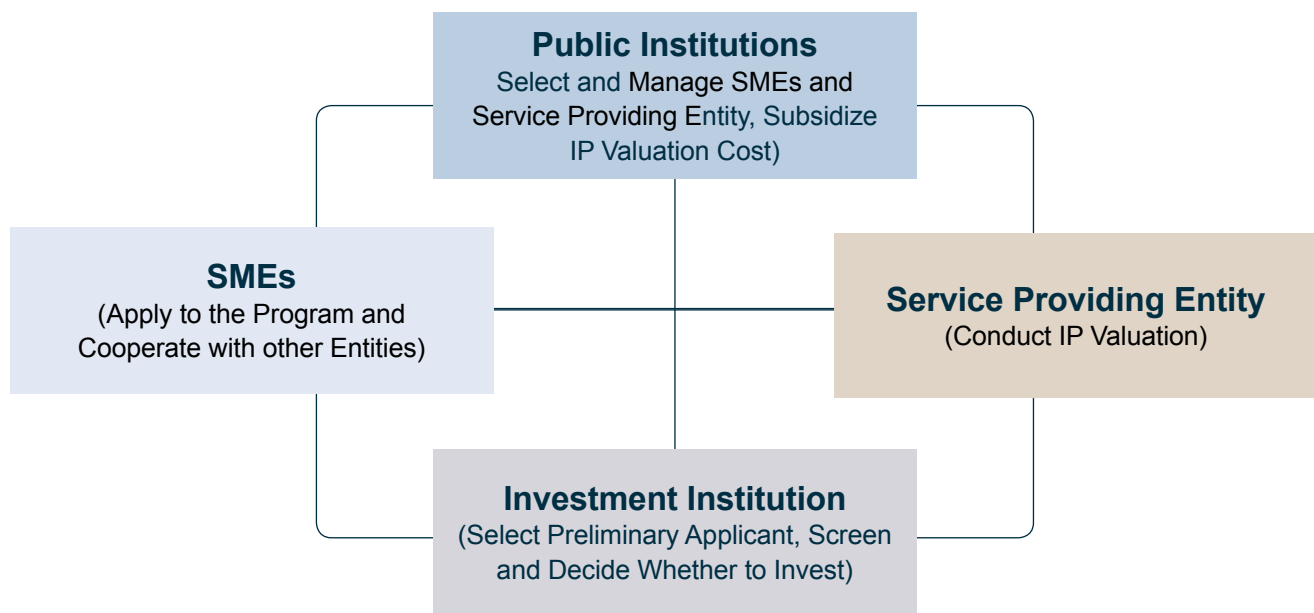 Public Institutions
Select and Manage SMEs and
Service Providing Entity, Subsidize
IP Valuation Cost)
SMEs
(Apply to the Program and
Cooperate with other Entities)
Service Providing Entity
(Conduct IP Valuation)
Investment Institution
(Select Preliminary Applicant, Screen
and Decide Whether to Invest)